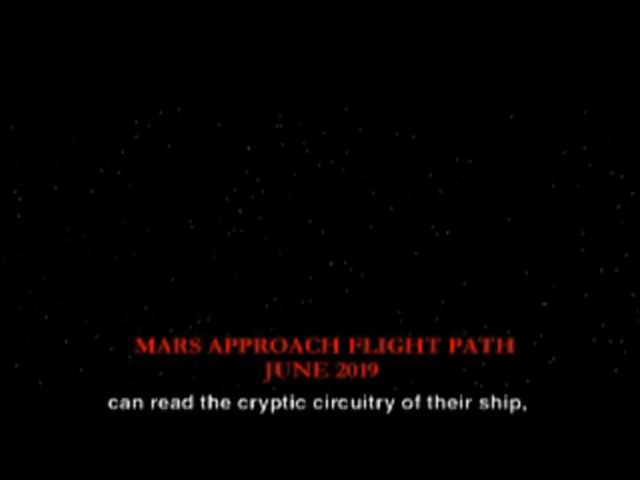 MARS APPROACH FLIGHT PATH
JUNE 2019
can read the cryptic circuitry of their ship,